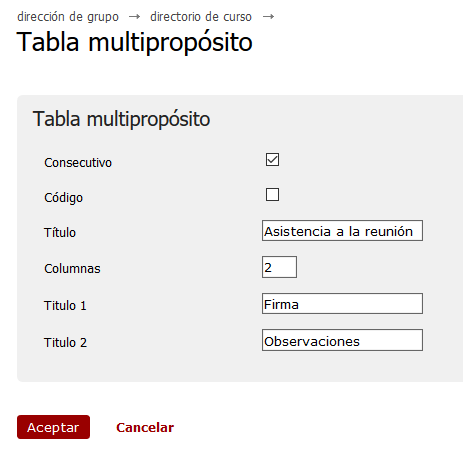 dirección de grupo → directorio de curso →
Tabla multipropósito
Tabla multipropósito
Consecutivo
Código
Título Asistencia a la reunión
Columnas 2
Titulo 1 Firma
Titulo 2 Observaciones
Aceptar Cancelar